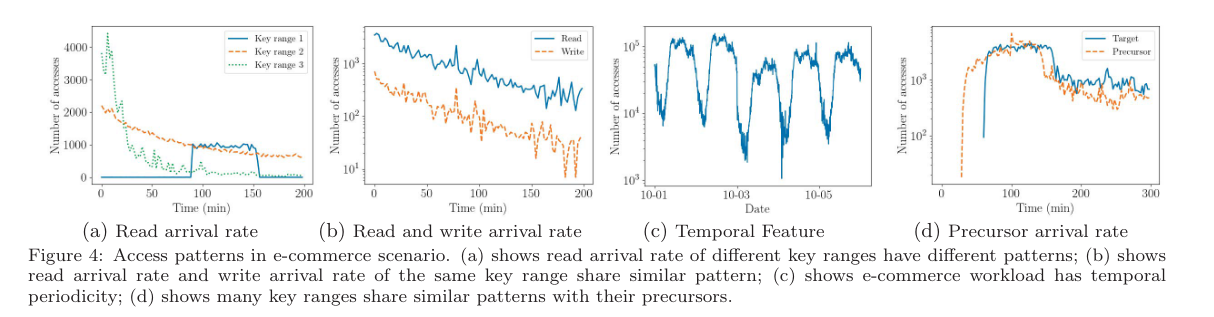 Number of accesses
4000
3000
2000
1000
0
Key range 1
Key range 2
Key range 3
0 50 100 150 200
Time (min)
(a) Read arrival rate
Number of accesses
10^3
10^2
10^1
Read
Write
0 50 100 150 200
Time (min)
(b) Read and write arrival rate
Number of accesses
10^5
10^4
10^3
10-01 10-03 10-05
Date
(c) Temporal Feature
Number of accesses
10^3
10^2
Target
Precursor
0 100 200 300
Time (min)
(d) Precursor arrival rate
Figure 4: Access patterns in e-commerce scenario. (a) shows read arrival rate of different key ranges have different patterns; (b) shows
read arrival rate and write arrival rate of the same key range share similar pattern; (c) shows e-commerce workload has temporal
periodicity; (d) shows many key ranges share similar patterns with their precursors.